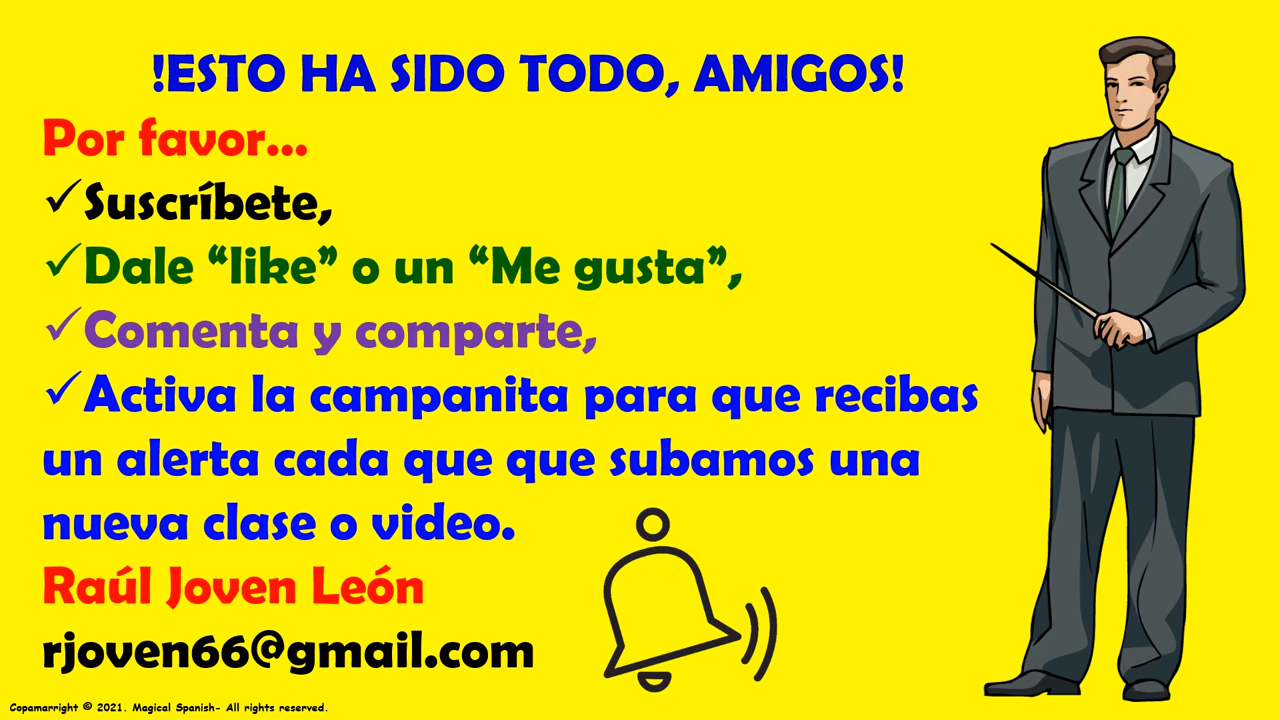 !ESTO HA SIDO TODO, AMIGOS!
Por favor...
✓Suscríbete,
✓Dale “like” o un “Me gusta”,
✓Comenta y comparte,
✓Activa la campanita para que recibas
un alerta cada que que subamos una
nueva clase o video.
Raúl Joven León
rjoven66@gmail.com
Copamarright © 2021. Magical Spanish- All rights reserved.